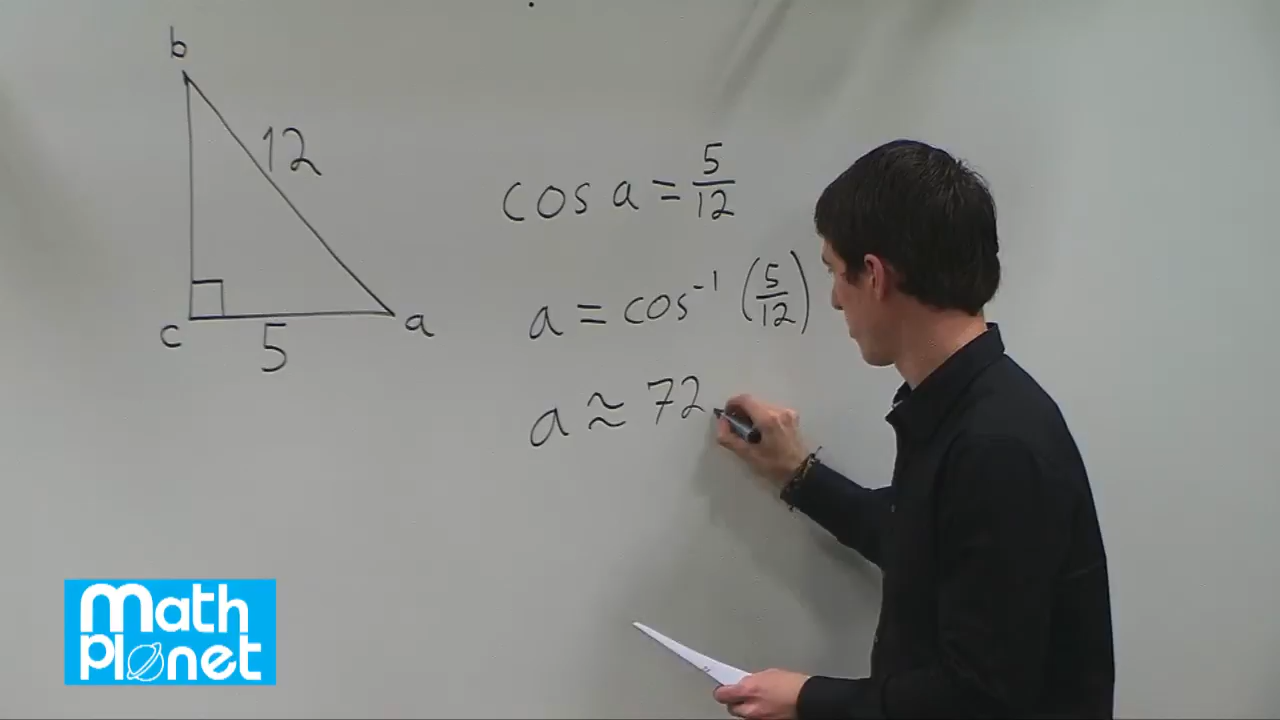 b
12
c
5
a
cos a = 5/12
a = cos⁻¹ (5/12)
a ≈ 72
Math
Planet